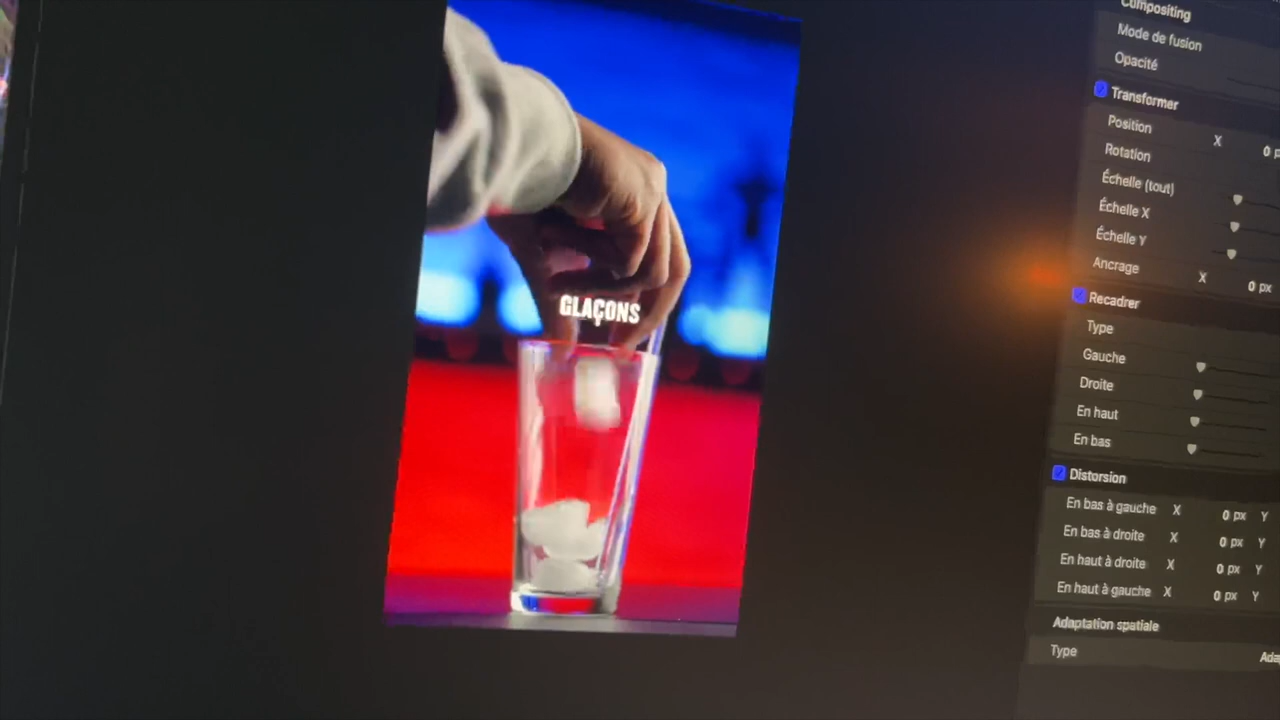 GLAÇONS
Compositing
Mode de fusion
Opacité
Transformer
Position X 0
Rotation
Échelle (tout)
Échelle X
Échelle Y
Ancrage X 0 px
Recadrer
Type
Gauche
Droite
En haut
En bas
Distorsion
En bas à gauche X 0 px Y
En bas à droite X 0 px Y
En haut à droite X 0 px Y
En haut à gauche X 0 px Y
Adaptation spatiale
Type